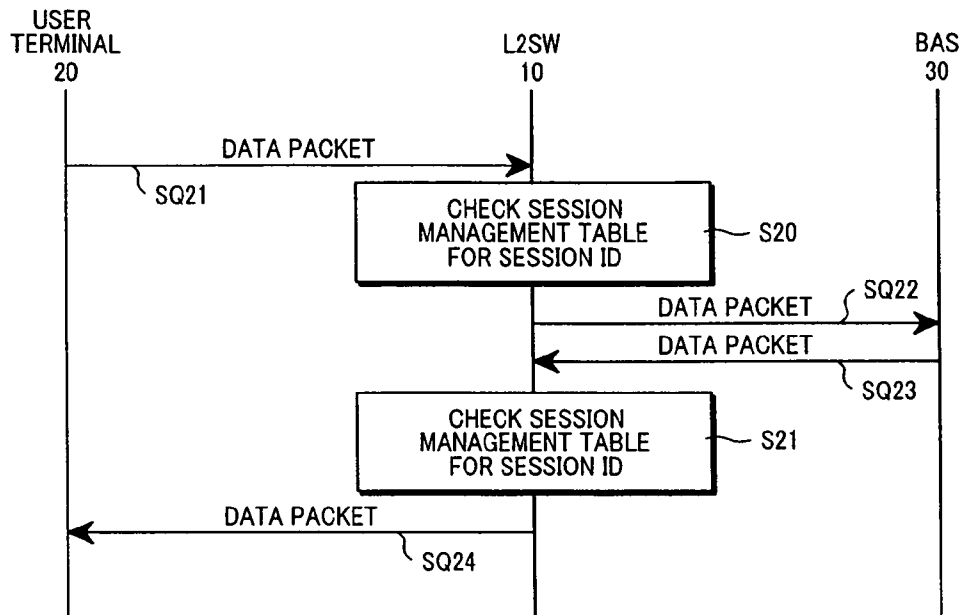 USER
TERMINAL
20
L2SW
10
BAS
30
DATA PACKET
SQ21
CHECK SESSION
MANAGEMENT TABLE
FOR SESSION ID
S20
DATA PACKET
SQ22
DATA PACKET
SQ23
CHECK SESSION
MANAGEMENT TABLE
FOR SESSION ID
S21
DATA PACKET
SQ24